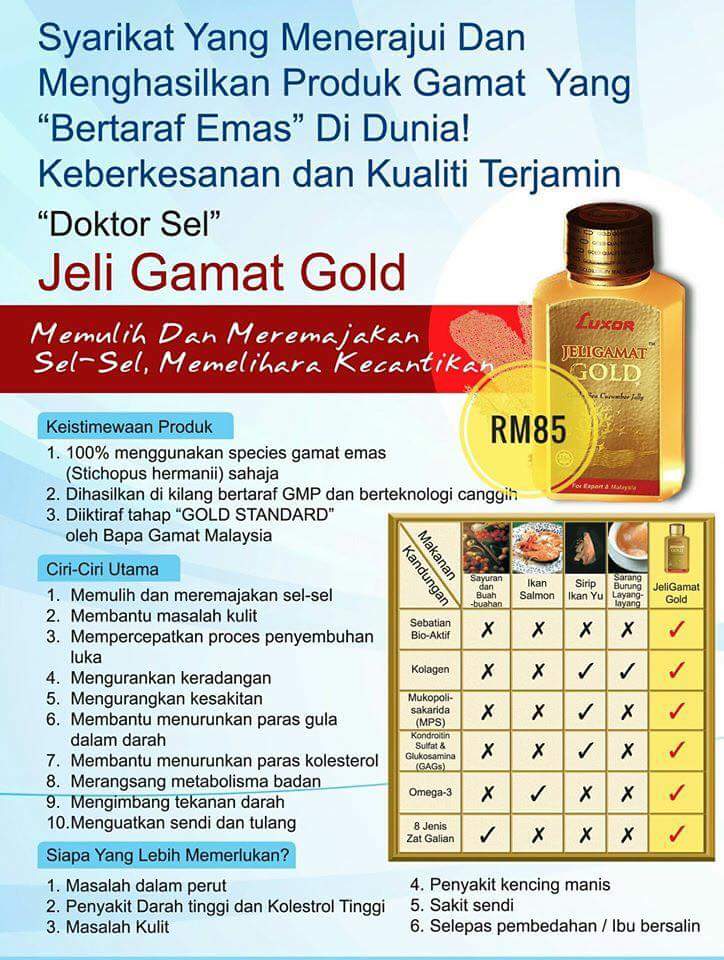 Syarikat Yang Menerajui Dan
Menghasilkan Produk Gamat Yang
“Bertaraf Emas” Di Dunia!
Keberkesanan dan Kualiti Terjamin
“Doktor Sel”
Jeli Gamat Gold
Memulih Dan Meremajakan
Sel-Sel, Memelihara Kecantikan
LUXOR
JELIGAMAT™
GOLD
Sea Cucumber Jelly
For Export & Malaysia
RM85
Keistimewaan Produk
1. 100% menggunakan species gamat emas
(Stichopus hermanii) sahaja
2. Dihasilkan di kilang bertaraf GMP dan berteknologi canggih
3. Diiktiraf tahap “GOLD STANDARD”
oleh Bapa Gamat Malaysia
Ciri-Ciri Utama
1. Memulih dan meremajakan sel-sel
2. Membantu masalah kulit
3. Mempercepatkan proces penyembuhan
luka
4. Mengurankan keradangan
5. Mengurangkan kesakitan
6. Membantu menurunkan paras gula
dalam darah
7. Membantu menurunkan paras kolesterol
8. Merangsang metabolisma badan
9. Mengimbang tekanan darah
10.Menguatkan sendi dan tulang
Makanan
Kandungan
Sayuran
dan
Buah
-buahan
Ikan
Salmon
Sirip
Ikan Yu
Sarang
Burung
Layang-
layang
JeliGamat
Gold
Sebatian
Bio-Aktif
✗ ✗ ✗ ✗ ✓
Kolagen
✗ ✗ ✓ ✓ ✓
Mukopoli-
sakarida
(MPS)
✗ ✗ ✓ ✗ ✓
Kondroitin
Sulfat &
Glukosamina
(GAGs)
✗ ✗ ✓ ✗ ✓
Omega-3
✗ ✓ ✗ ✗ ✓
8 Jenis
Zat Galian
✓ ✗ ✗ ✗ ✓
Siapa Yang Lebih Memerlukan?
1. Masalah dalam perut
2. Penyakit Darah tinggi dan Kolestrol Tinggi
3. Masalah Kulit
4. Penyakit kencing manis
5. Sakit sendi
6. Selepas pembedahan / Ibu bersalin